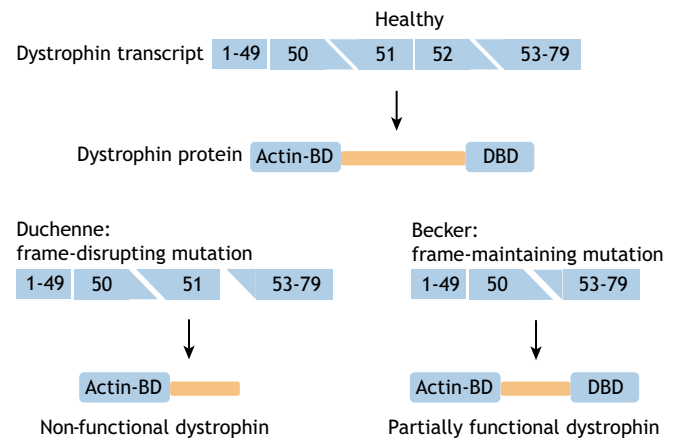 Healthy
Dystrophin transcript 1-49 50 51 52 53-79
Dystrophin protein Actin-BD DBD
Duchenne:
frame-disrupting mutation
1-49 50 51 53-79
Actin-BD
Non-functional dystrophin
Becker:
frame-maintaining mutation
1-49 50 53-79
Actin-BD DBD
Partially functional dystrophin